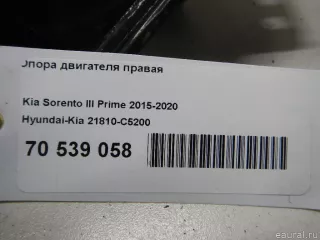 Опора двигателя правая
Kia Sorento III Prime 2015-2020
Hyundai-Kia 21810-C5200
70 539 058
eaural.ru